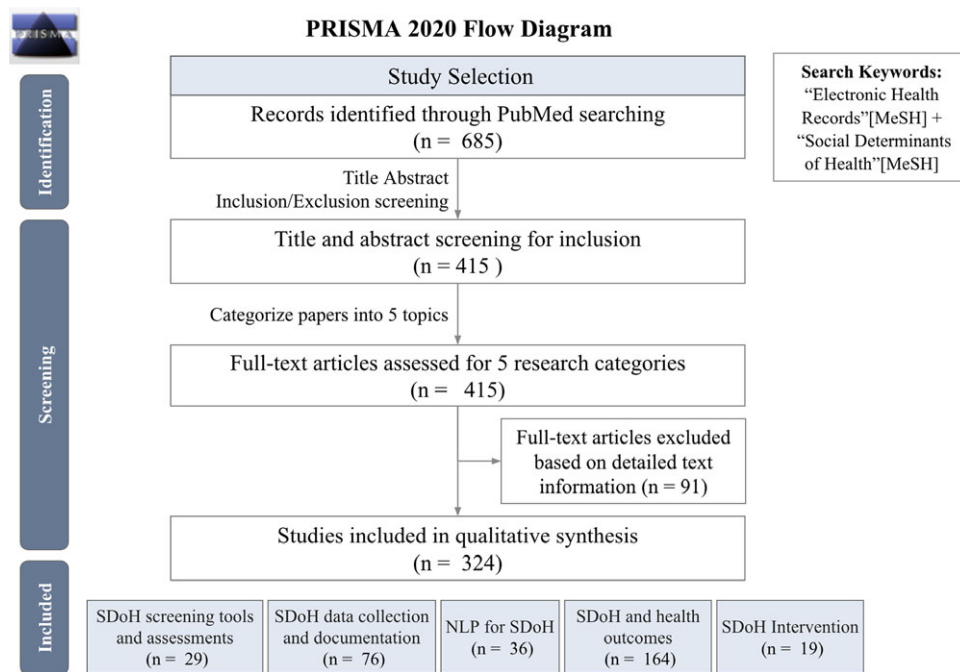 PRISMA
PRISMA 2020 Flow Diagram
Identification
Study Selection
Records identified through PubMed searching
(n = 685)
Search Keywords:
“Electronic Health
Records”[MeSH] +
“Social Determinants
of Health”[MeSH]
Title Abstract
Inclusion/Exclusion screening
Screening
Title and abstract screening for inclusion
(n = 415 )
Categorize papers into 5 topics
Full-text articles assessed for 5 research categories
(n = 415)
Full-text articles excluded
based on detailed text
information (n = 91)
Studies included in qualitative synthesis
(n = 324)
Included
SDoH screening tools
and assessments
(n = 29)
SDoH data collection
and documentation
(n = 76)
NLP for SDoH
(n = 36)
SDoH and health
outcomes
(n = 164)
SDoH Intervention
(n = 19)